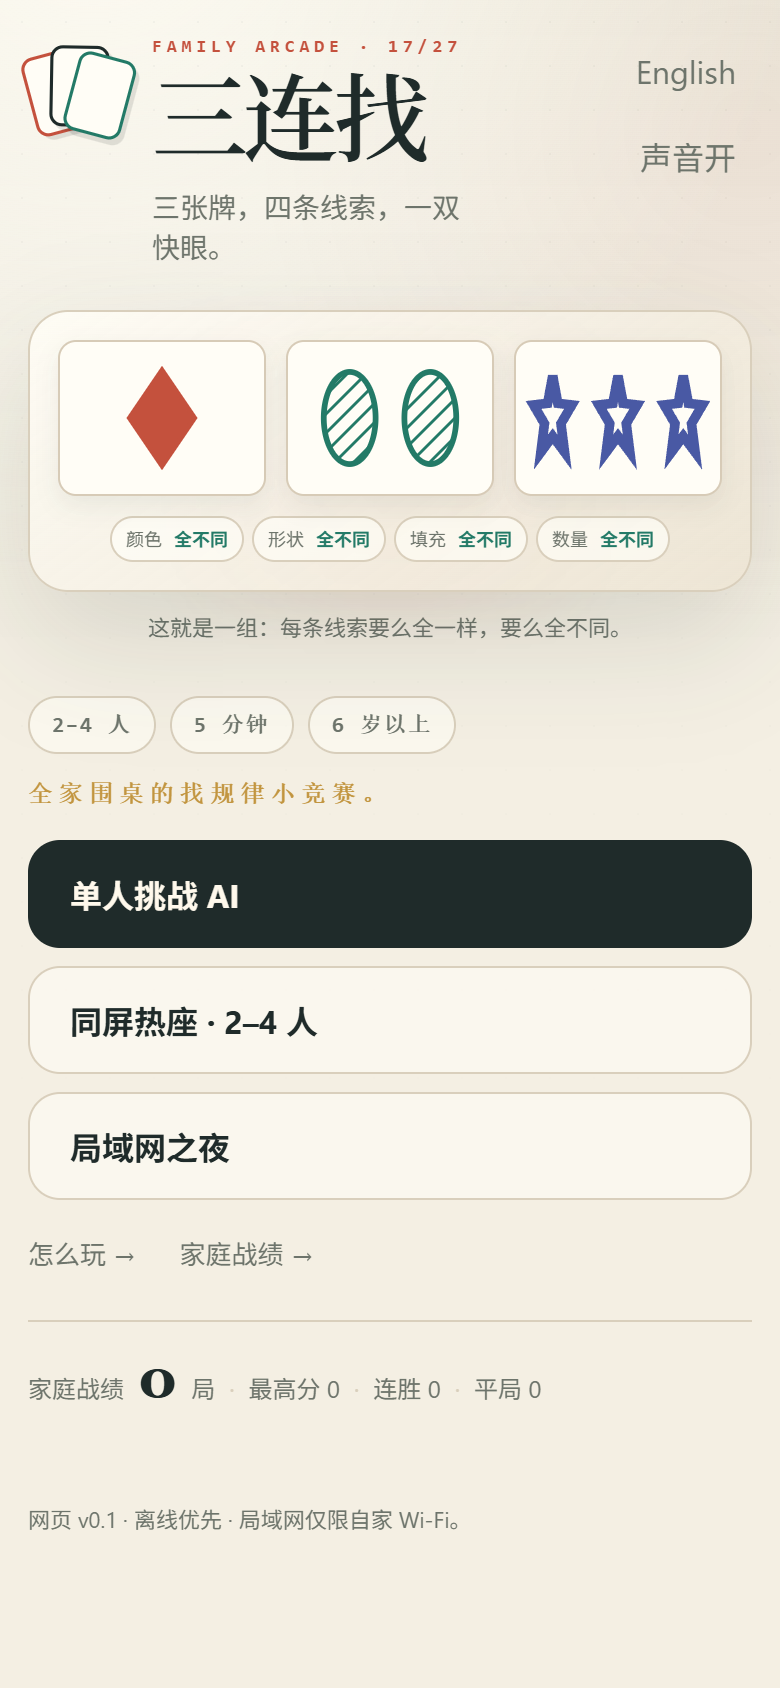 FAMILY ARCADE · 17/27
三连找
三张牌，四条线索，一双
快眼。
English
声音开
颜色 全不同
形状 全不同
填充 全不同
数量 全不同
这就是一组：每条线索要么全一样，要么全不同。
2–4 人
5 分钟
6 岁以上
全家围桌的找规律小竞赛。
单人挑战 AI
同屏热座 · 2–4 人
局域网之夜
怎么玩 → 家庭战绩 →
家庭战绩 0 局 · 最高分 0 · 连胜 0 · 平局 0
网页 v0.1 · 离线优先 · 局域网仅限自家 Wi-Fi。